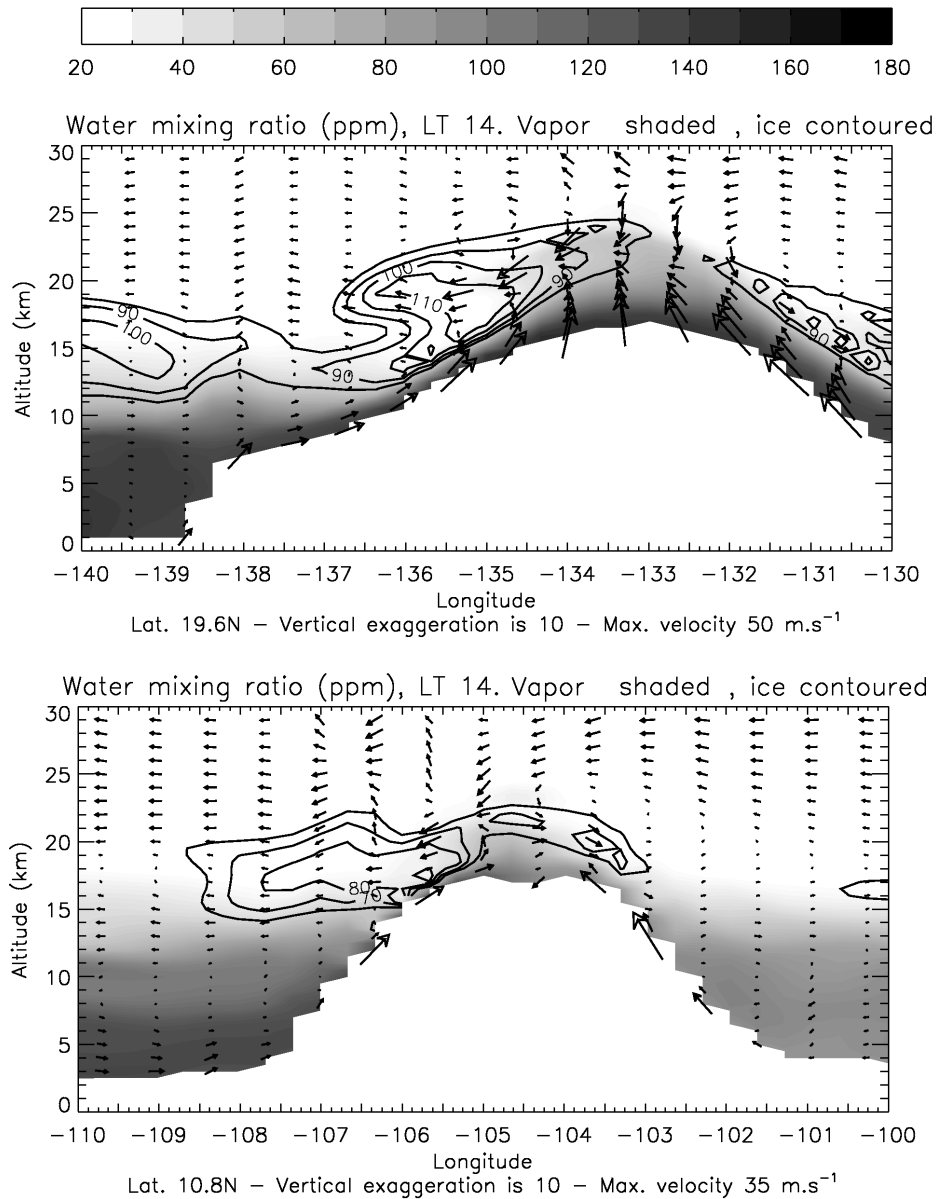 20 40 60 80 100 120 140 160 180
Water mixing ratio (ppm), LT 14. Vapor shaded , ice contoured
30
25
20
15
10
5
0
Altitude (km)
90
100
100
110
90
90
90
−140 −139 −138 −137 −136 −135 −134 −133 −132 −131 −130
Longitude
Lat. 19.6N − Vertical exaggeration is 10 − Max. velocity 50 m.s−1
Water mixing ratio (ppm), LT 14. Vapor shaded , ice contoured
30
25
20
15
10
5
0
Altitude (km)
80
70
−110 −109 −108 −107 −106 −105 −104 −103 −102 −101 −100
Longitude
Lat. 10.8N − Vertical exaggeration is 10 − Max. velocity 35 m.s−1